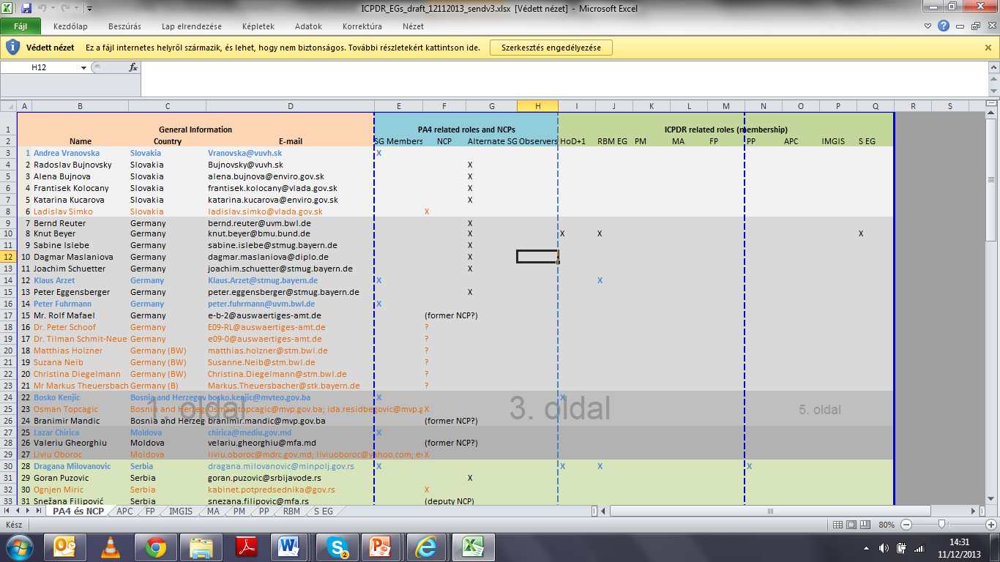 ICPDR_EGs_draft_12112013_sendv3.xlsx [Védett nézet] - Microsoft Excel
Fájl Kezdőlap Beszúrás Lap elrendezése Képletek Adatok Korrektúra Nézet
Védett nézet Ez a fájl internetes helyről származik, és lehet, hogy nem biztonságos. További részletekért kattintson ide. Szerkesztés engedélyezése
H12 fx
A B C D E F G H I J K L M N O P Q R S
1 General Information PA4 related roles and NCPs ICPDR related roles (membership)
2 Name Country E-mail SG Members NCP Alternate SG Observers HoD+1 RBM EG PM MA FP PP APC IMGIS S EG
3 1 Andrea Vranovska Slovakia Vranovska@vuvh.sk X
4 2 Radoslav Bujnovsky Slovakia Bujnovsky@vuvh.sk X
5 3 Alena Bujnova Slovakia alena.bujnova@enviro.gov.sk X
6 4 Frantisek Kolocany Slovakia frantisek.kolocany@vlada.gov.sk X
7 5 Katarina Kucarova Slovakia katarina.kucarova@enviro.gov.sk X
8 6 Ladislav Simko Slovakia ladislav.simko@vlada.gov.sk X
9 7 Bernd Reuter Germany bernd.reuter@uvm.bwl.de X
10 8 Knut Beyer Germany knut.beyer@bmu.bund.de X X X X
11 9 Sabine Islebe Germany sabine.islebe@stmug.bayern.de X
12 10 Dagmar Maslaniova Germany dagmar.maslaniova@diplo.de X
13 11 Joachim Schuetter Germany joachim.schuetter@stmug.bayern.de X
14 12 Klaus Arzet Germany Klaus.Arzet@stmug.bayern.de X X
15 13 Peter Eggensberger Germany peter.eggensberger@stmug.bayern.de X
16 14 Peter Fuhrmann Germany peter.fuhrmann@uvm.bwl.de X
17 15 Mr. Rolf Mafael Germany e-b-2@auswaertiges-amt.de (former NCP?)
18 16 Dr. Peter Schoof Germany E09-RL@auswaertiges-amt.de ?
19 17 Dr. Tilman Schmit-Neue Germany e09-0@auswaertiges-amt.de ?
20 18 Matthias Holzner Germany (BW) matthias.holzner@stm.bwl.de ?
21 19 Suzana Neib Germany (BW) Susanne.Neib@stm.bwl.de ?
22 20 Christina Diegelmann Germany (BW) Christina.Diegelmann@stm.bwl.de ?
23 21 Mr Markus Theuersbach Germany (B) Markus.Theuersbacher@stk.bayern.de ?
24 22 Bosko Kenjic Bosnia and Herzegov bosko.kenjic@mvteo.gov.ba X X
25 23 Osman Topcagic Bosnia and Herzeg Osman.topcagic@mvp.gov.ba; ida.residbegovic@mvp.g X
1. oldal 3. oldal 5. oldal
26 24 Branimir Mandic Bosnia and Herzeg branimir.mandic@mvp.gov.ba (former NCP?)
27 25 Lazar Chirica Moldova chirica@mediu.gov.md X
28 26 Valeriu Gheorghiu Moldova velariu.gheorghiu@mfa.md (former NCP?)
29 27 Liviu Oboroc Moldova liviu.oboroc@mdrc.gov.md; liviuoboroc@yahoo.com; e X
30 28 Dragana Milovanovic Serbia dragana.milovanovic@minpolj.gov.rs X X X X
31 29 Goran Puzovic Serbia goran.puzovic@srbijavode.rs X
32 30 Ognjen Miric Serbia kabinet.potpredsednika@gov.rs X
33 31 Snežana Filipović Serbia snezana.filipovic@mfa.rs (deputy NCP)
PA4 és NCP APC FP IMGIS MA PM PP RBM S EG
Kész 80%
2 14:31
11/12/2013